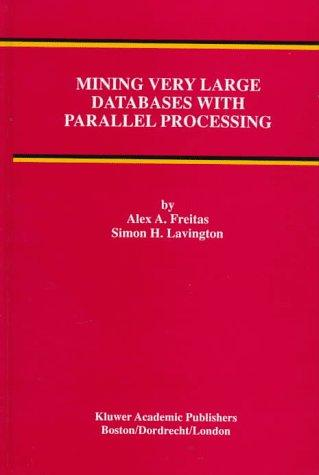 MINING VERY LARGE
DATABASES WITH
PARALLEL PROCESSING
by
Alex A. Freitas
Simon H. Lavington
Kluwer Academic Publishers
Boston/Dordrecht/London